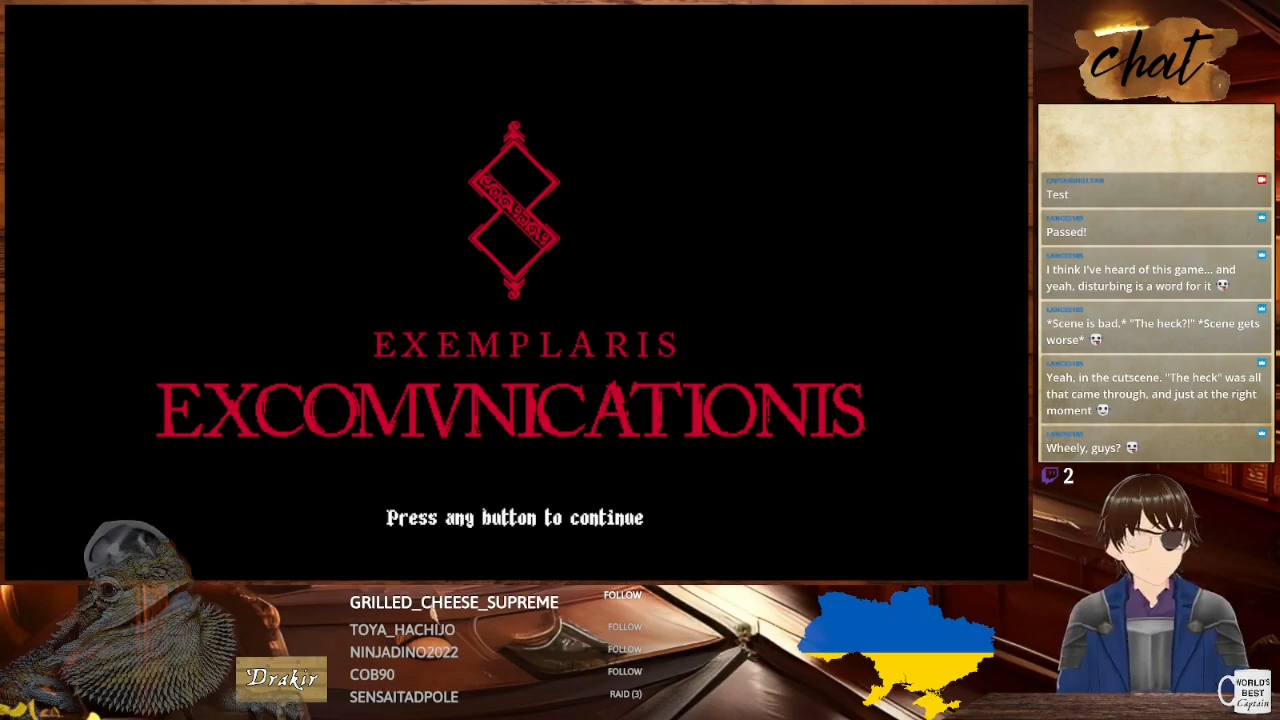 chat
Test
LANCE2185
Passed!
I think I've heard of this game... and
yeah, disturbing is a word for it
*Scene is bad.* "The heck?!" *Scene gets
worse*
Yeah, in the cutscene. "The heck" was all
that came through, and just at the right
moment
Wheely, guys?
2
EXEMPLARIS
EXCOMVNICATIONIS
Press any button to continue
Drakir
GRILLED_CHEESE_SUPREME FOLLOW
TOYA_HACHIJO FOLLOW
NINJADINO2022 FOLLOW
COB90 FOLLOW
SENSAITADPOLE RAID (3)
WORLD'S
BEST
Captain